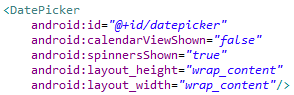 <DatePicker
android:id="@+id/datepicker"
android:calendarViewShown="false"
android:spinnersShown="true"
android:layout_height="wrap_content"
android:layout_width="wrap_content"/>